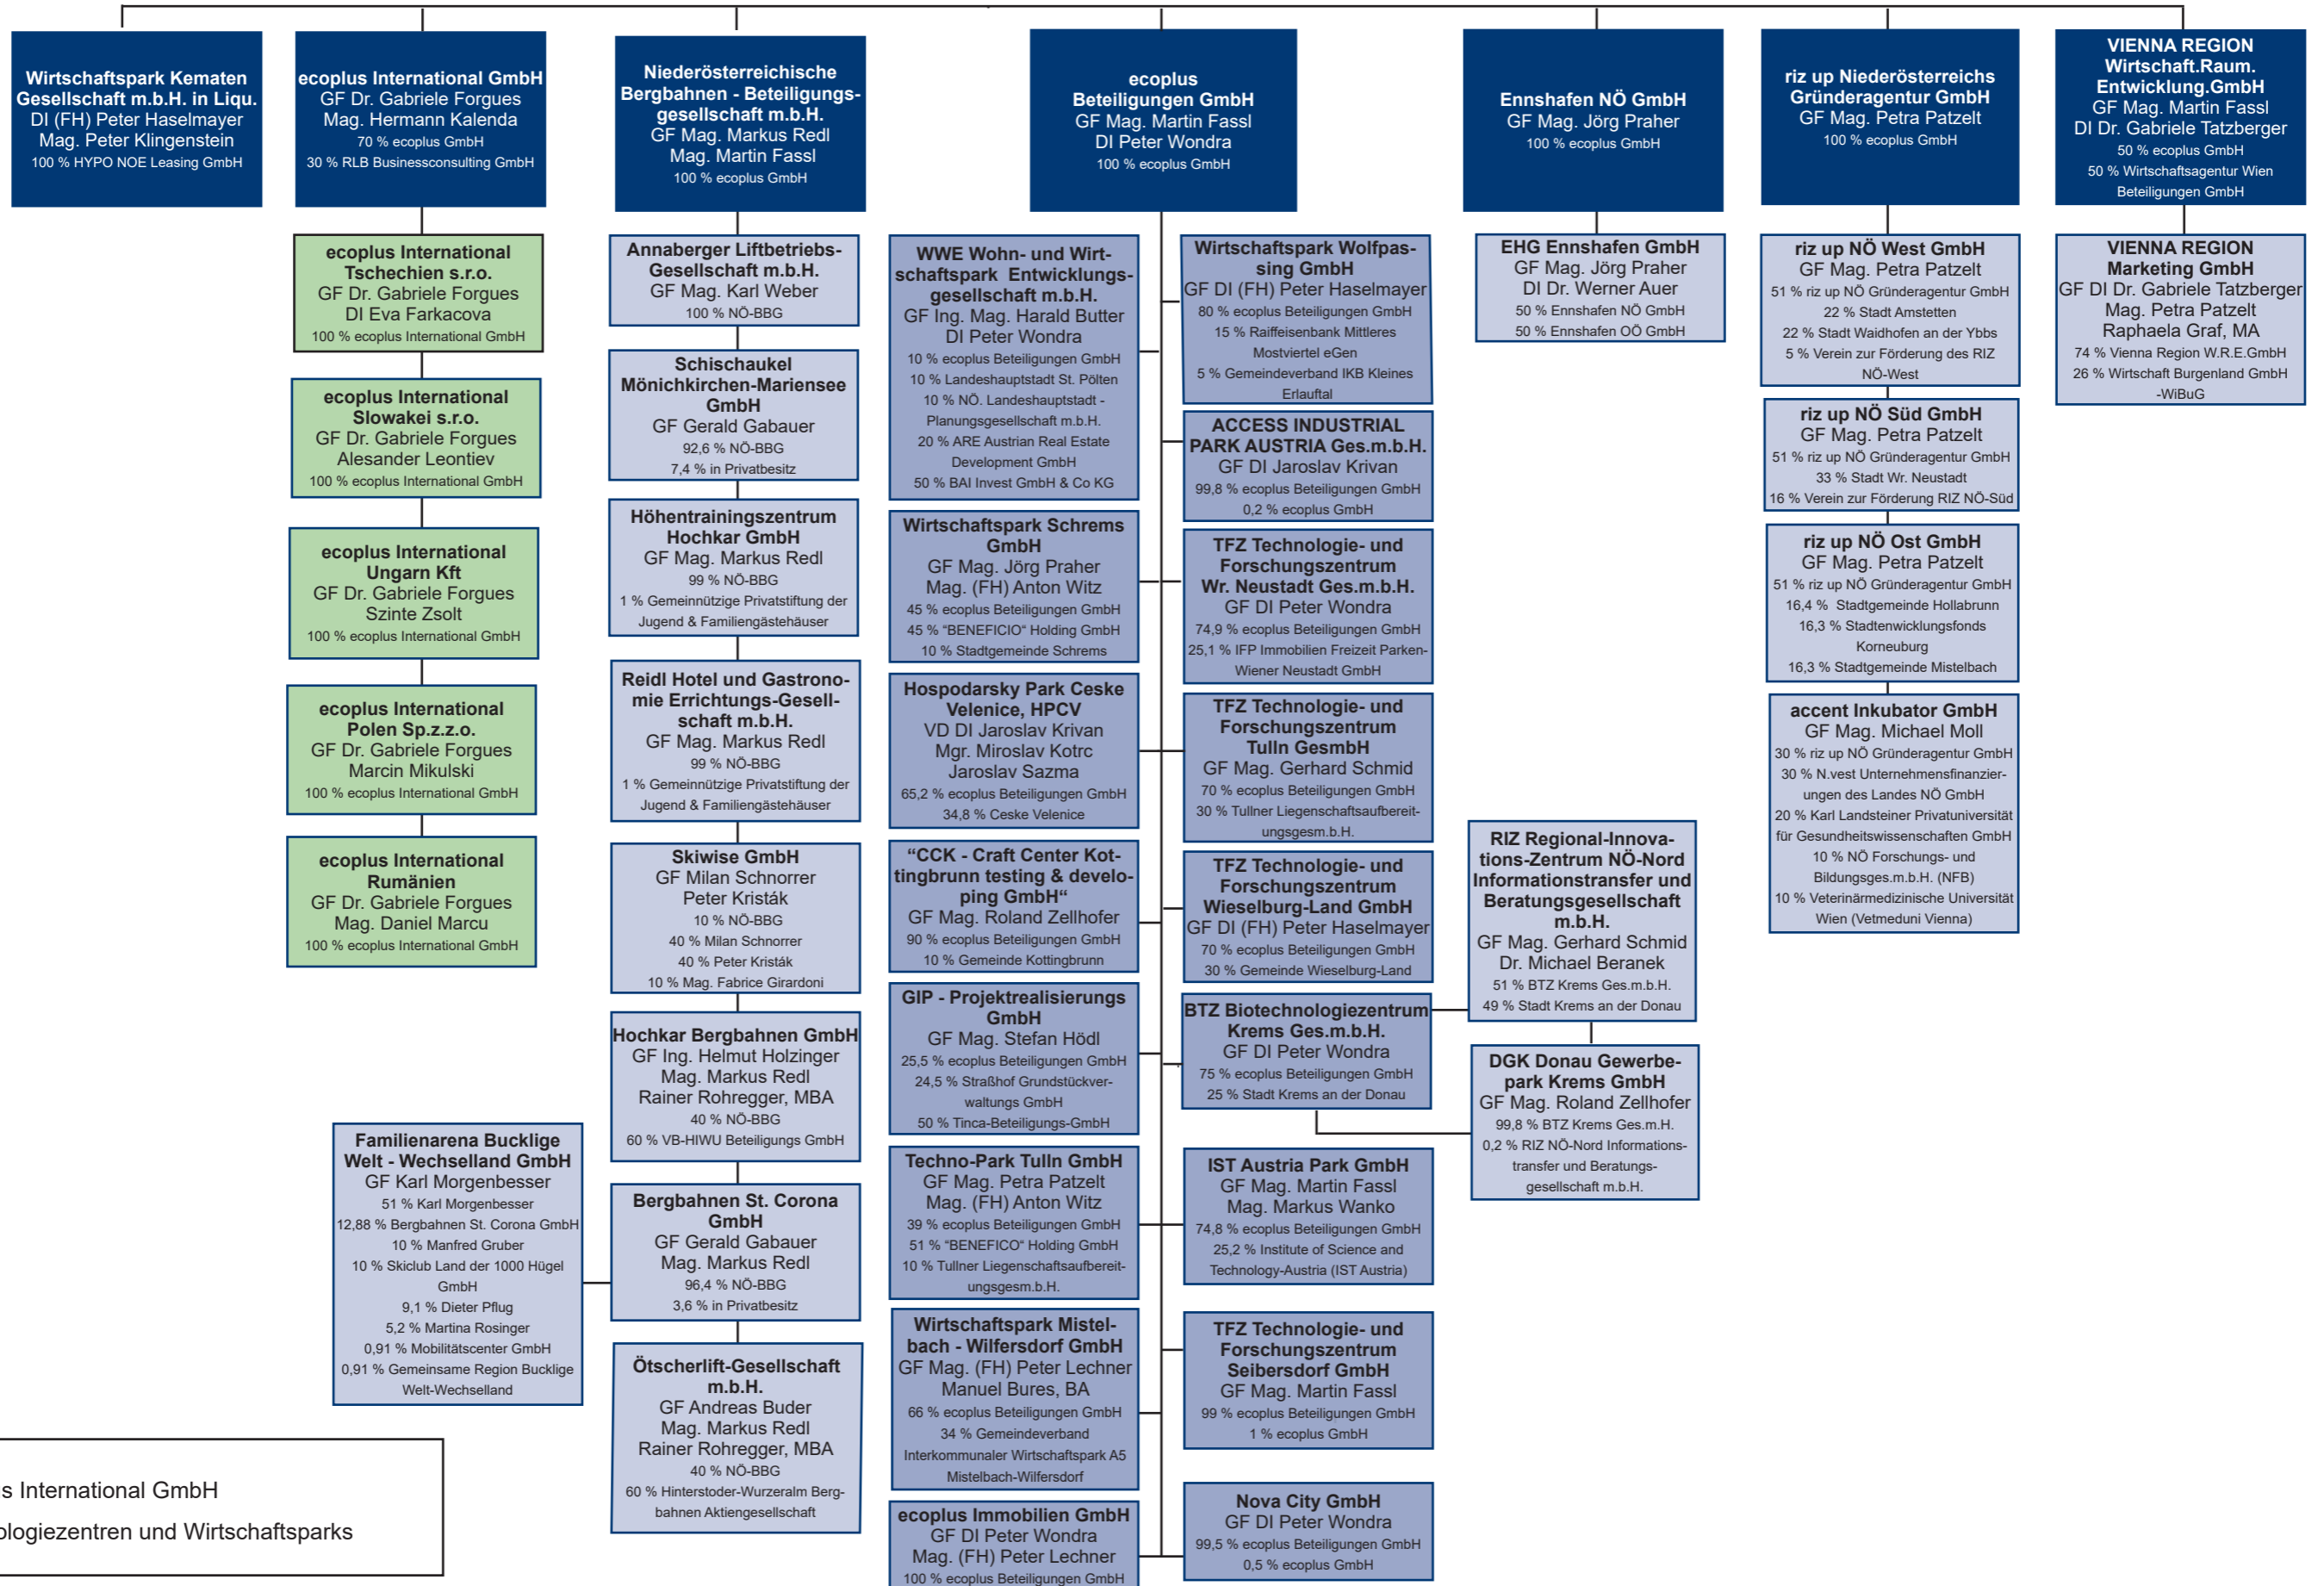 Wirtschaftspark Kematen
Gesellschaft m.b.H. in Liqu.
DI (FH) Peter Haselmayer
Mag. Peter Klingenstein
100 % HYPO NOE Leasing GmbH
ecoplus International GmbH
GF Dr. Gabriele Forgues
Mag. Hermann Kalenda
70 % ecoplus GmbH
30 % RLB Businessconsulting GmbH
Niederösterreichische
Bergbahnen - Beteiligungs-
gesellschaft m.b.H.
GF Mag. Markus Redl
Mag. Martin Fassl
100 % ecoplus GmbH
ecoplus
Beteiligungen GmbH
GF Mag. Martin Fassl
DI Peter Wondra
100 % ecoplus GmbH
Ennshafen NÖ GmbH
GF Mag. Jörg Praher
100 % ecoplus GmbH
riz up Niederösterreichs
Gründeragentur GmbH
GF Mag. Petra Patzelt
100 % ecoplus GmbH
VIENNA REGION
Wirtschaft.Raum.
Entwicklung.GmbH
GF Mag. Martin Fassl
DI Dr. Gabriele Tatzberger
50 % ecoplus GmbH
50 % Wirtschaftsagentur Wien
Beteiligungen GmbH
ecoplus International
Tschechien s.r.o.
GF Dr. Gabriele Forgues
DI Eva Farkacova
100 % ecoplus International GmbH
ecoplus International
Slowakei s.r.o.
GF Dr. Gabriele Forgues
Alesander Leontiev
100 % ecoplus International GmbH
ecoplus International
Ungarn Kft
GF Dr. Gabriele Forgues
Szinte Zsolt
100 % ecoplus International GmbH
ecoplus International
Polen Sp.z.z.o.
GF Dr. Gabriele Forgues
Marcin Mikulski
100 % ecoplus International GmbH
ecoplus International
Rumänien
GF Dr. Gabriele Forgues
Mag. Daniel Marcu
100 % ecoplus International GmbH
Annaberger Liftbetriebs-
Gesellschaft m.b.H.
GF Mag. Karl Weber
100 % NÖ-BBG
Schischaukel
Mönichkirchen-Mariensee
GmbH
GF Gerald Gabauer
92,6 % NÖ-BBG
7,4 % in Privatbesitz
Höhentrainingszentrum
Hochkar GmbH
GF Mag. Markus Redl
99 % NÖ-BBG
1 % Gemeinnützige Privatstiftung der
Jugend & Familiengästehäuser
Reidl Hotel und Gastrono-
mie Errichtungs-Gesell-
schaft m.b.H.
GF Mag. Markus Redl
99 % NÖ-BBG
1 % Gemeinnützige Privatstiftung der
Jugend & Familiengästehäuser
Skiwise GmbH
GF Milan Schnorrer
Peter Kristák
10 % NÖ-BBG
40 % Milan Schnorrer
40 % Peter Kristák
10 % Mag. Fabrice Girardoni
Hochkar Bergbahnen GmbH
GF Ing. Helmut Holzinger
Mag. Markus Redl
Rainer Rohregger, MBA
40 % NÖ-BBG
60 % VB-HIWU Beteiligungs GmbH
Bergbahnen St. Corona
GmbH
GF Gerald Gabauer
Mag. Markus Redl
96,4 % NÖ-BBG
3,6 % in Privatbesitz
Familienarena Bucklige
Welt - Wechselland GmbH
GF Karl Morgenbesser
51 % Karl Morgenbesser
12,88 % Bergbahnen St. Corona GmbH
10 % Manfred Gruber
10 % Skiclub Land der 1000 Hügel
GmbH
9,1 % Dieter Pflug
5,2 % Martina Rosinger
0,91 % Mobilitätscenter GmbH
0,91 % Gemeinsame Region Bucklige
Welt-Wechselland
Ötscherlift-Gesellschaft
m.b.H.
GF Andreas Buder
Mag. Markus Redl
Rainer Rohregger, MBA
40 % NÖ-BBG
60 % Hinterstoder-Wurzeralm Berg-
bahnen Aktiengesellschaft
WWE Wohn- und Wirt-
schaftspark Entwicklungs-
gesellschaft m.b.H.
GF Ing. Mag. Harald Butter
DI Peter Wondra
10 % ecoplus Beteiligungen GmbH
10 % Landeshauptstadt St. Pölten
10 % NÖ. Landeshauptstadt -
Planungsgesellschaft m.b.H.
20 % ARE Austrian Real Estate
Development GmbH
50 % BAI Invest GmbH & Co KG
Wirtschaftspark Schrems
GmbH
GF Mag. Jörg Praher
Mag. (FH) Anton Witz
45 % ecoplus Beteiligungen GmbH
45 % “BENEFICIO“ Holding GmbH
10 % Stadtgemeinde Schrems
Hospodarsky Park Ceske
Velenice, HPCV
VD DI Jaroslav Krivan
Mgr. Miroslav Kotrc
Jaroslav Sazma
65,2 % ecoplus Beteiligungen GmbH
34,8 % Ceske Velenice
“CCK - Craft Center Kot-
tingbrunn testing & develo-
ping GmbH“
GF Mag. Roland Zellhofer
90 % ecoplus Beteiligungen GmbH
10 % Gemeinde Kottingbrunn
GIP - Projektrealisierungs
GmbH
GF Mag. Stefan Hödl
25,5 % ecoplus Beteiligungen GmbH
24,5 % Straßhof Grundstückver-
waltungs GmbH
50 % Tinca-Beteiligungs-GmbH
Techno-Park Tulln GmbH
GF Mag. Petra Patzelt
Mag. (FH) Anton Witz
39 % ecoplus Beteiligungen GmbH
51 % “BENEFICO“ Holding GmbH
10 % Tullner Liegenschaftsaufbereit-
ungsgesm.b.H.
Wirtschaftspark Mistel-
bach - Wilfersdorf GmbH
GF Mag. (FH) Peter Lechner
Manuel Bures, BA
66 % ecoplus Beteiligungen GmbH
34 % Gemeindeverband
Interkommunaler Wirtschaftspark A5
Mistelbach-Wilfersdorf
ecoplus Immobilien GmbH
GF DI Peter Wondra
Mag. (FH) Peter Lechner
100 % ecoplus Beteiligungen GmbH
Wirtschaftspark Wolfpas-
sing GmbH
GF DI (FH) Peter Haselmayer
80 % ecoplus Beteiligungen GmbH
15 % Raiffeisenbank Mittleres
Mostviertel eGen
5 % Gemeindeverband IKB Kleines
Erlauftal
ACCESS INDUSTRIAL
PARK AUSTRIA Ges.m.b.H.
GF DI Jaroslav Krivan
99,8 % ecoplus Beteiligungen GmbH
0,2 % ecoplus GmbH
TFZ Technologie- und
Forschungszentrum
Wr. Neustadt Ges.m.b.H.
GF DI Peter Wondra
74,9 % ecoplus Beteiligungen GmbH
25,1 % IFP Immobilien Freizeit Parken-
Wiener Neustadt GmbH
TFZ Technologie- und
Forschungszentrum
Tulln GesmbH
GF Mag. Gerhard Schmid
70 % ecoplus Beteiligungen GmbH
30 % Tullner Liegenschaftsaufbereit-
ungsgesm.b.H.
TFZ Technologie- und
Forschungszentrum
Wieselburg-Land GmbH
GF DI (FH) Peter Haselmayer
70 % ecoplus Beteiligungen GmbH
30 % Gemeinde Wieselburg-Land
BTZ Biotechnologiezentrum
Krems Ges.m.b.H.
GF DI Peter Wondra
75 % ecoplus Beteiligungen GmbH
25 % Stadt Krems an der Donau
IST Austria Park GmbH
GF Mag. Martin Fassl
Mag. Markus Wanko
74,8 % ecoplus Beteiligungen GmbH
25,2 % Institute of Science and
Technology-Austria (IST Austria)
TFZ Technologie- und
Forschungszentrum
Seibersdorf GmbH
GF Mag. Martin Fassl
99 % ecoplus Beteiligungen GmbH
1 % ecoplus GmbH
Nova City GmbH
GF DI Peter Wondra
99,5 % ecoplus Beteiligungen GmbH
0,5 % ecoplus GmbH
EHG Ennshafen GmbH
GF Mag. Jörg Praher
DI Dr. Werner Auer
50 % Ennshafen NÖ GmbH
50 % Ennshafen OÖ GmbH
RIZ Regional-Innova-
tions-Zentrum NÖ-Nord
Informationstransfer und
Beratungsgesellschaft
m.b.H.
GF Mag. Gerhard Schmid
Dr. Michael Beranek
51 % BTZ Krems Ges.m.b.H.
49 % Stadt Krems an der Donau
DGK Donau Gewerbe-
park Krems GmbH
GF Mag. Roland Zellhofer
99,8 % BTZ Krems Ges.m.H.
0,2 % RIZ NÖ-Nord Informations-
transfer und Beratungs-
gesellschaft m.b.H.
riz up NÖ West GmbH
GF Mag. Petra Patzelt
51 % riz up NÖ Gründeragentur GmbH
22 % Stadt Amstetten
22 % Stadt Waidhofen an der Ybbs
5 % Verein zur Förderung des RIZ
NÖ-West
riz up NÖ Süd GmbH
GF Mag. Petra Patzelt
51 % riz up NÖ Gründeragentur GmbH
33 % Stadt Wr. Neustadt
16 % Verein zur Förderung RIZ NÖ-Süd
riz up NÖ Ost GmbH
GF Mag. Petra Patzelt
51 % riz up NÖ Gründeragentur GmbH
16,4 % Stadtgemeinde Hollabrunn
16,3 % Stadtenwicklungsfonds
Korneuburg
16,3 % Stadtgemeinde Mistelbach
accent Inkubator GmbH
GF Mag. Michael Moll
30 % riz up NÖ Gründeragentur GmbH
30 % N.vest Unternehmensfinanzier-
ungen des Landes NÖ GmbH
20 % Karl Landsteiner Privatuniversität
für Gesundheitswissenschaften GmbH
10 % NÖ Forschungs- und
Bildungsges.m.b.H. (NFB)
10 % Veterinärmedizinische Universität
Wien (Vetmeduni Vienna)
VIENNA REGION
Marketing GmbH
GF DI Dr. Gabriele Tatzberger
Mag. Petra Patzelt
Raphaela Graf, MA
74 % Vienna Region W.R.E.GmbH
26 % Wirtschaft Burgenland GmbH
-WiBuG
s International GmbH
ologiezentren und Wirtschaftsparks